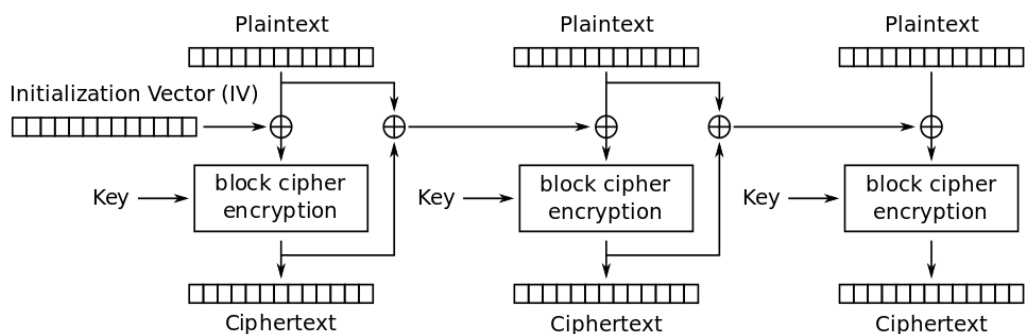 Plaintext
Plaintext
Plaintext
Initialization Vector (IV)
Key
block cipher
encryption
Key
block cipher
encryption
Key
block cipher
encryption
Ciphertext
Ciphertext
Ciphertext